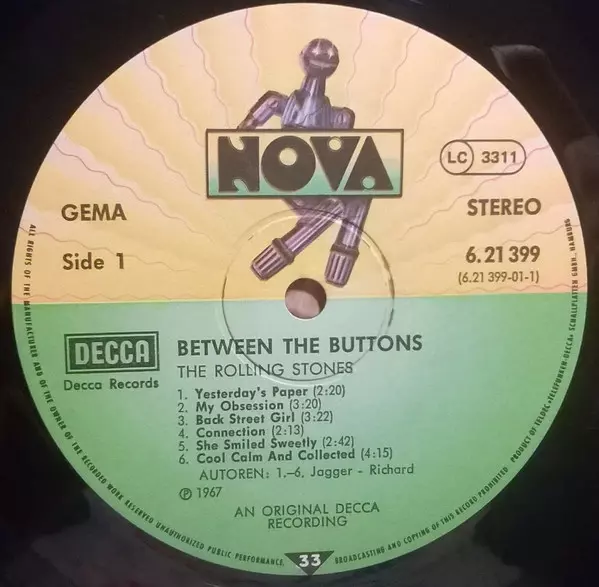 NOVA
LC 3311
GEMA
STEREO
Side 1
6.21 399
(6.21 399-01-1)
DECCA
Decca Records
BETWEEN THE BUTTONS
THE ROLLING STONES
1. Yesterday's Paper (2:20)
2. My Obsession (3:20)
3. Back Street Girl (3:22)
4. Connection (2:13)
5. She Smiled Sweetly (2:42)
6. Cool Calm And Collected (4:15)
AUTOREN: 1.–6. Jagger - Richard
Ⓟ 1967
AN ORIGINAL DECCA
RECORDING
33
ALL RIGHTS OF THE MANUFACTURER AND OF THE OWNER OF THE RECORDED WORK RESERVED UNAUTHORIZED PUBLIC PERFORMANCE, BROADCASTING AND COPYING OF THIS RECORD PROHIBITED PRODUCT OF TELDEC »TELEFUNKEN-DECCA« SCHALLPLATTEN GMBH., HAMBURG